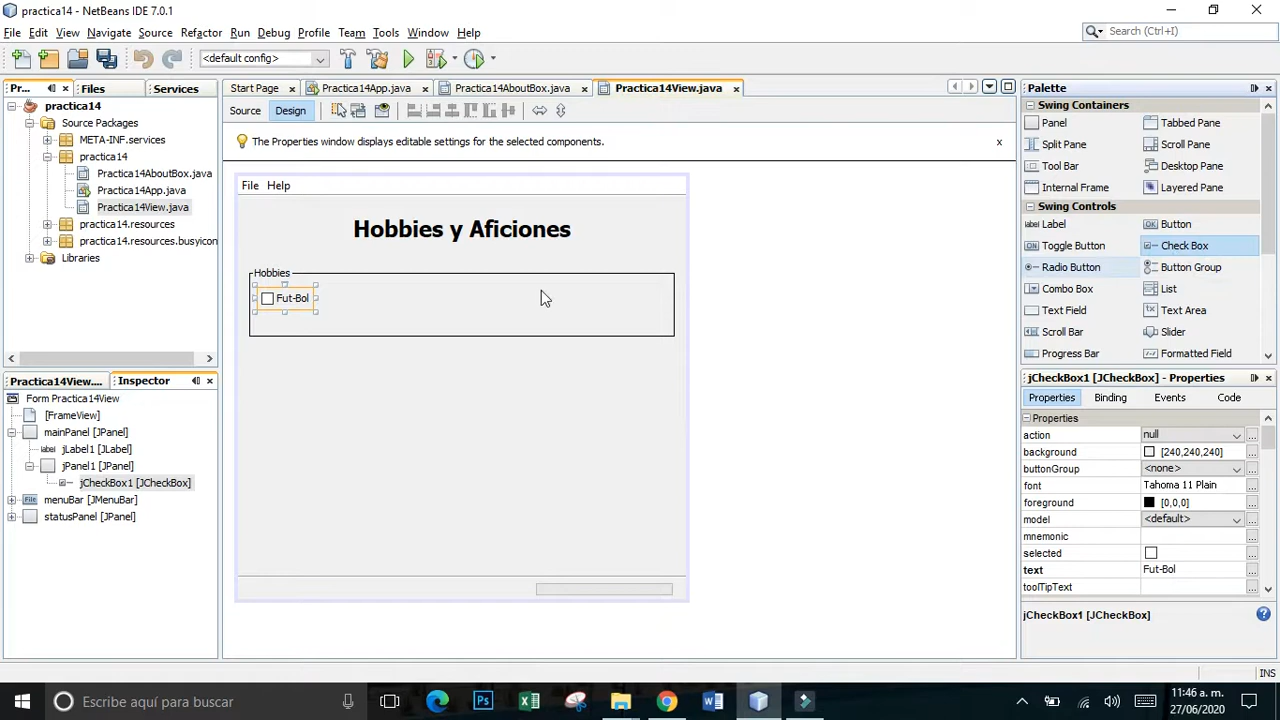 practica14 - NetBeans IDE 7.0.1
File Edit View Navigate Source Refactor Run Debug Profile Team Tools Window Help
Search (Ctrl+I)
<default config>
Pr... Files Services
Start Page Practica14App.java Practica14AboutBox.java Practica14View.java
Palette
practica14
Source Packages
META-INF.services
practica14
Practica14AboutBox.java
Practica14App.java
Practica14View.java
practica14.resources
practica14.resources.busyicon
Libraries
Source Design
The Properties window displays editable settings for the selected components.
File Help
Hobbies y Aficiones
Hobbies
Fut-Bol
Swing Containers
Panel Tabbed Pane
Split Pane Scroll Pane
Tool Bar Desktop Pane
Internal Frame Layered Pane
Swing Controls
Label Button
Toggle Button Check Box
Radio Button Button Group
Combo Box List
Text Field Text Area
Scroll Bar Slider
Progress Bar Formatted Field
Practica14View.... Inspector
Form Practica14View
[FrameView]
mainPanel [JPanel]
jLabel1 [JLabel]
jPanel1 [JPanel]
jCheckBox1 [JCheckBox]
menuBar [JMenuBar]
statusPanel [JPanel]
jCheckBox1 [JCheckBox] - Properties
Properties Binding Events Code
Properties
action null ...
background [240,240,240] ...
buttonGroup <none> ...
font Tahoma 11 Plain ...
foreground [0,0,0] ...
model <default> ...
mnemonic ...
selected ...
text Fut-Bol ...
toolTipText ...
jCheckBox1 [JCheckBox]
INS
Escribe aquí para buscar
11:46 a. m.
27/06/2020